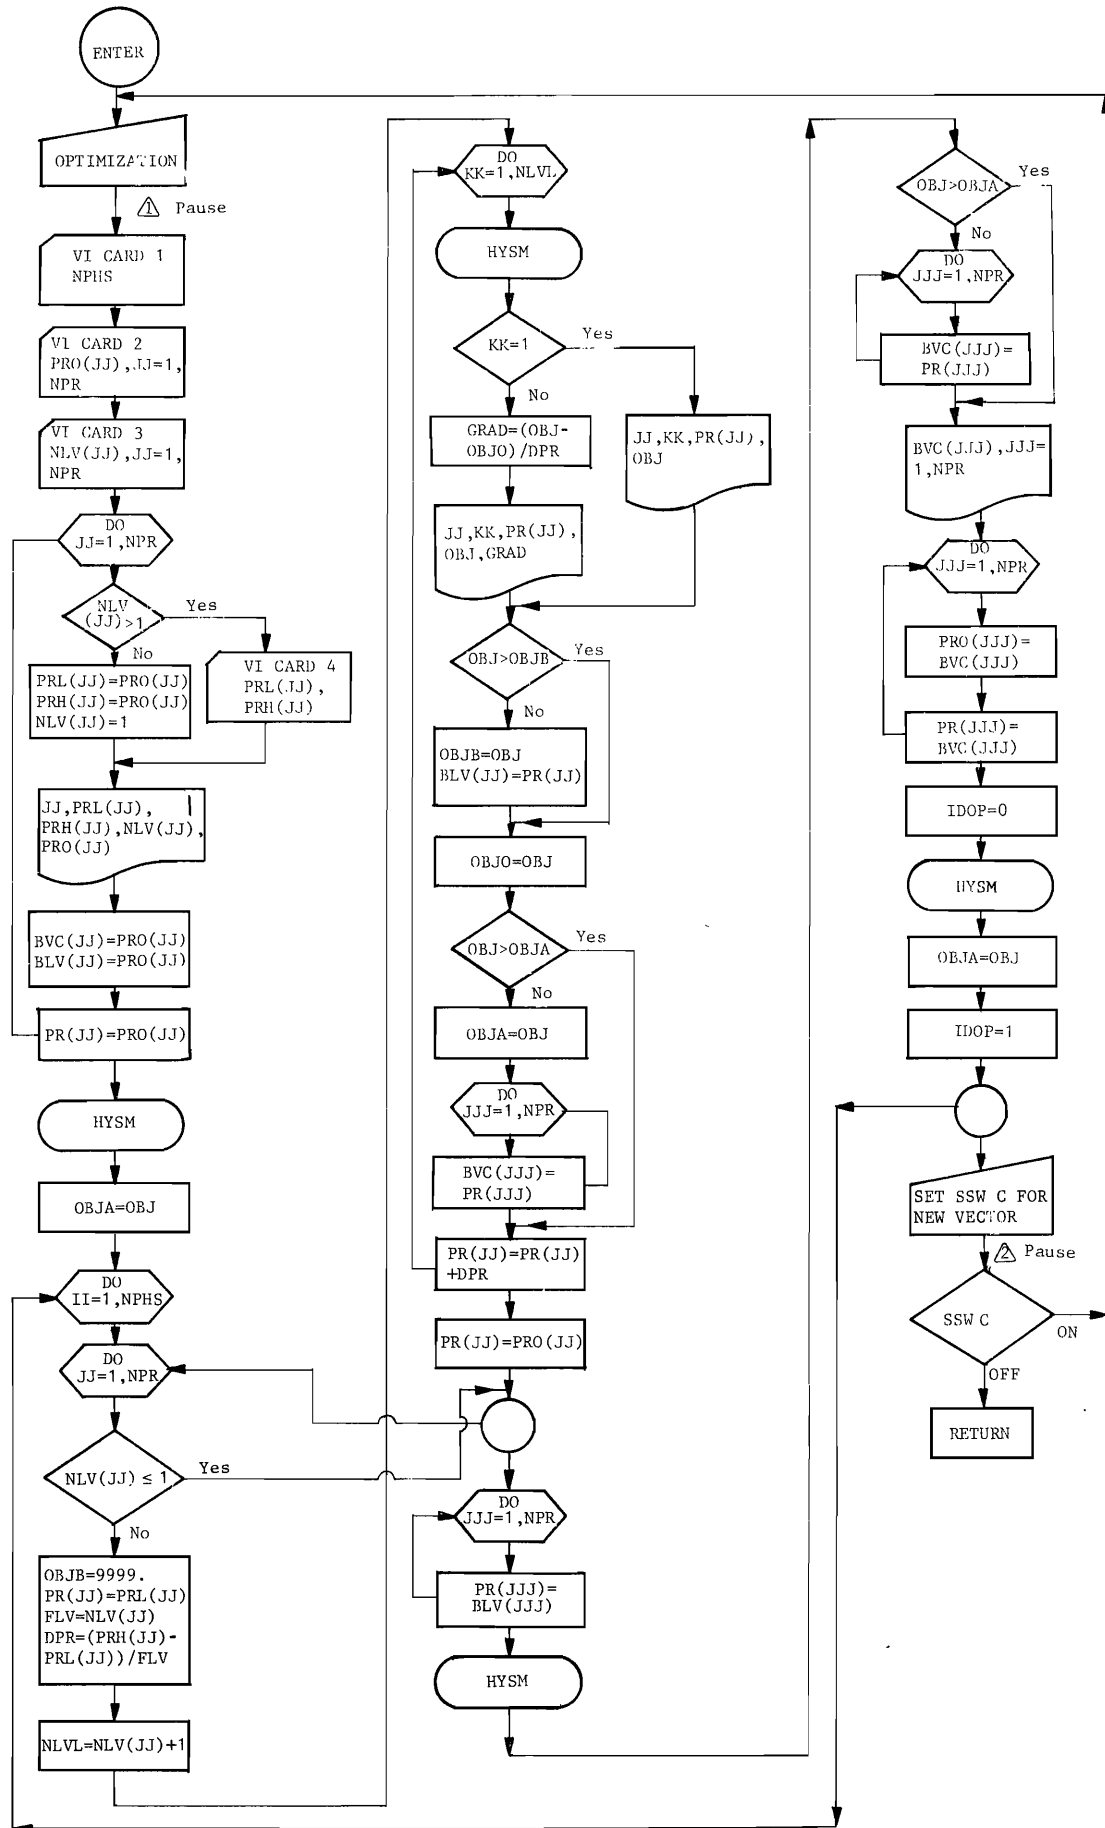 ENTER
OPTIMIZATION
1 Pause
VI CARD 1
NPHS
VI CARD 2
PRO(JJ),JJ=1,
NPR
VI CARD 3
NLV(JJ),JJ=1,
NPR
DO
JJ=1,NPR
NLV
(JJ)>1
Yes
No
VI CARD 4
PRL(JJ),
PRH(JJ)
PRL(JJ)=PRO(JJ)
PRH(JJ)=PRO(JJ)
NLV(JJ)=1
JJ,PRL(JJ),
PRH(JJ),NLV(JJ),
PRO(JJ)
BVC(JJ)=PRO(JJ)
BLV(JJ)=PRO(JJ)
PR(JJ)=PRO(JJ)
HYSM
OBJA=OBJ
DO
II=1,NPHS
DO
JJ=1,NPR
NLV(JJ) ≤ 1
Yes
No
OBJB=9999.
PR(JJ)=PRL(JJ)
FLV=NLV(JJ)
DPR=(PRH(JJ)-
PRL(JJ))/FLV
NLVL=NLV(JJ)+1
DO
KK=1,NLVL
HYSM
KK=1
Yes
No
GRAD=(OBJ-
OBJO)/DPR
JJ,KK,PR(JJ),
OBJ
JJ,KK,PR(JJ),
OBJ,GRAD
OBJ>OBJB
Yes
No
OBJB=OBJ
BLV(JJ)=PR(JJ)
OBJO=OBJ
OBJ>OBJA
Yes
No
OBJA=OBJ
DO
JJJ=1,NPR
BVC(JJJ)=
PR(JJJ)
PR(JJ)=PR(JJ)
+DPR
PR(JJ)=PRO(JJ)
DO
JJJ=1,NPR
PR(JJJ)=
BLV(JJJ)
HYSM
OBJ>OBJA
Yes
No
DO
JJJ=1,NPR
BVC(JJJ)=
PR(JJJ)
BVC(JJJ),JJJ=
1,NPR
DO
JJJ=1,NPR
PRO(JJJ)=
BVC(JJJ)
PR(JJJ)=
BVC(JJJ)
IDOP=0
HYSM
OBJA=OBJ
IDOP=1
SET SSW C FOR
NEW VECTOR
2 Pause
SSW C
ON
OFF
RETURN